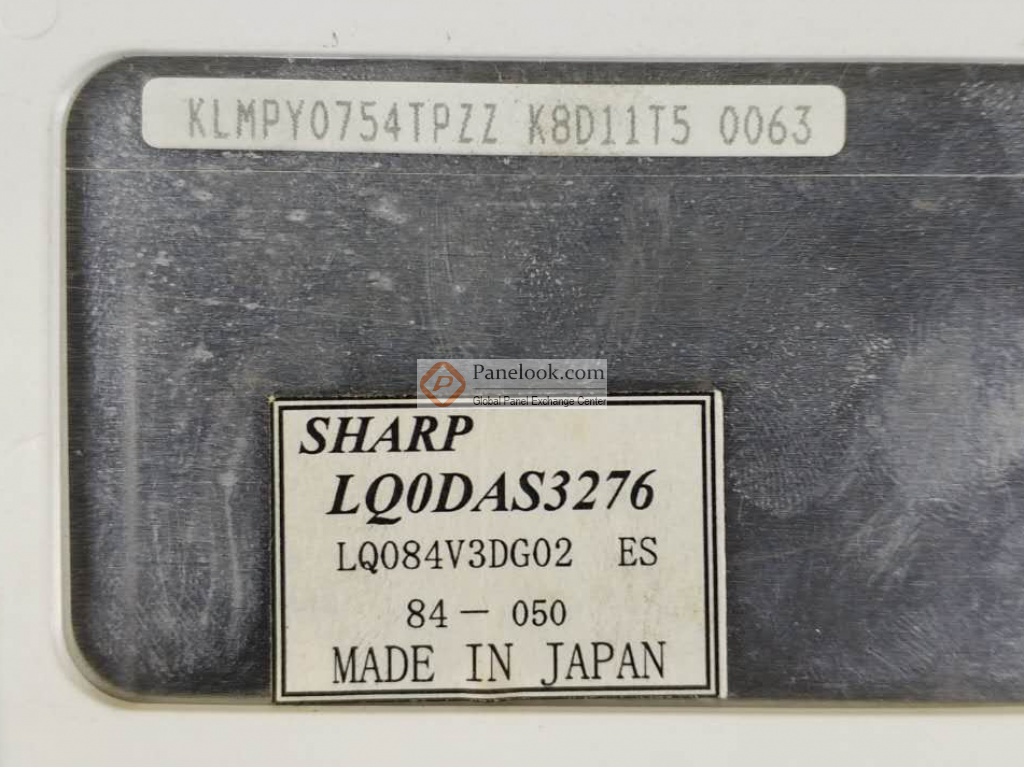 KLMPY0754TPZZ K8D11T5 0063
Panelook.com
Global Panel Exchange Center
SHARP
LQ0DAS3276
LQ084V3DG02 ES
84 - 050
MADE IN JAPAN